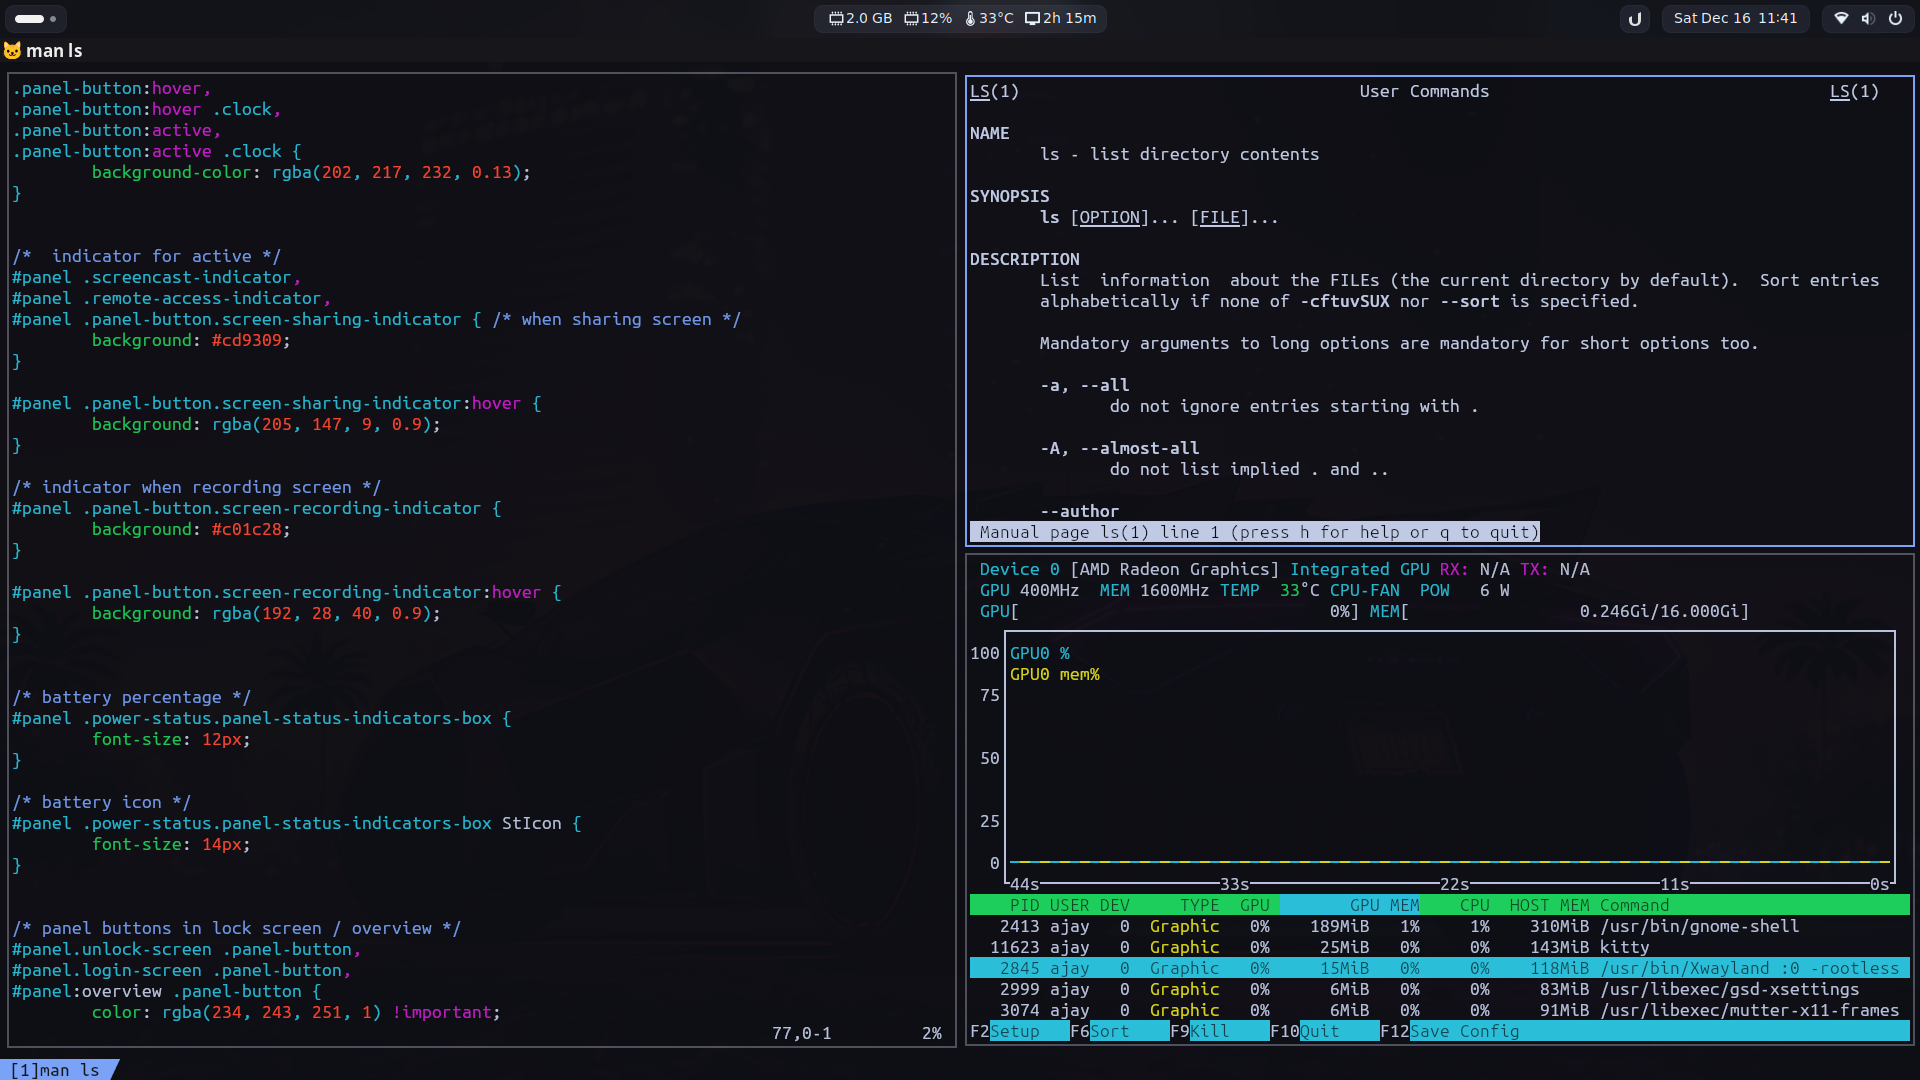 2.0 GB 12% 33°C 2h 15m
Sat Dec 16 11:41
man ls
.panel-button:hover,
.panel-button:hover .clock,
.panel-button:active,
.panel-button:active .clock {
background-color: rgba(202, 217, 232, 0.13);
}
/*  indicator for active */
#panel .screencast-indicator,
#panel .remote-access-indicator,
#panel .panel-button.screen-sharing-indicator { /* when sharing screen */
background: #cd9309;
}
#panel .panel-button.screen-sharing-indicator:hover {
background: rgba(205, 147, 9, 0.9);
}
/* indicator when recording screen */
#panel .panel-button.screen-recording-indicator {
background: #c01c28;
}
#panel .panel-button.screen-recording-indicator:hover {
background: rgba(192, 28, 40, 0.9);
}
/* battery percentage */
#panel .power-status.panel-status-indicators-box {
font-size: 12px;
}
/* battery icon */
#panel .power-status.panel-status-indicators-box StIcon {
font-size: 14px;
}
/* panel buttons in lock screen / overview */
#panel.unlock-screen .panel-button,
#panel.login-screen .panel-button,
#panel:overview .panel-button {
color: rgba(234, 243, 251, 1) !important;
77,0-1 2%
LS(1) User Commands LS(1)
NAME
ls - list directory contents
SYNOPSIS
ls [OPTION]... [FILE]...
DESCRIPTION
List  information  about the FILEs (the current directory by default).  Sort entries
alphabetically if none of -cftuvSUX nor --sort is specified.
Mandatory arguments to long options are mandatory for short options too.
-a, --all
do not ignore entries starting with .
-A, --almost-all
do not list implied . and ..
--author
Manual page ls(1) line 1 (press h for help or q to quit)
Device 0 [AMD Radeon Graphics] Integrated GPU RX: N/A TX: N/A
GPU 400MHz  MEM 1600MHz TEMP  33°C CPU-FAN  POW   6 W
GPU[ 0%] MEM[ 0.246Gi/16.000Gi]
100 GPU0 %
GPU0 mem%
75
50
25
0
44s 33s 22s 11s 0s
PID USER DEV TYPE GPU GPU MEM CPU HOST MEM Command
2413 ajay 0 Graphic 0% 189MiB 1% 1% 310MiB /usr/bin/gnome-shell
11623 ajay 0 Graphic 0% 25MiB 0% 0% 143MiB kitty
2845 ajay 0 Graphic 0% 15MiB 0% 0% 118MiB /usr/bin/Xwayland :0 -rootless
2999 ajay 0 Graphic 0% 6MiB 0% 0% 83MiB /usr/libexec/gsd-xsettings
3074 ajay 0 Graphic 0% 6MiB 0% 0% 91MiB /usr/libexec/mutter-x11-frames
F2Setup F6Sort F9Kill F10Quit F12Save Config
[1]man ls